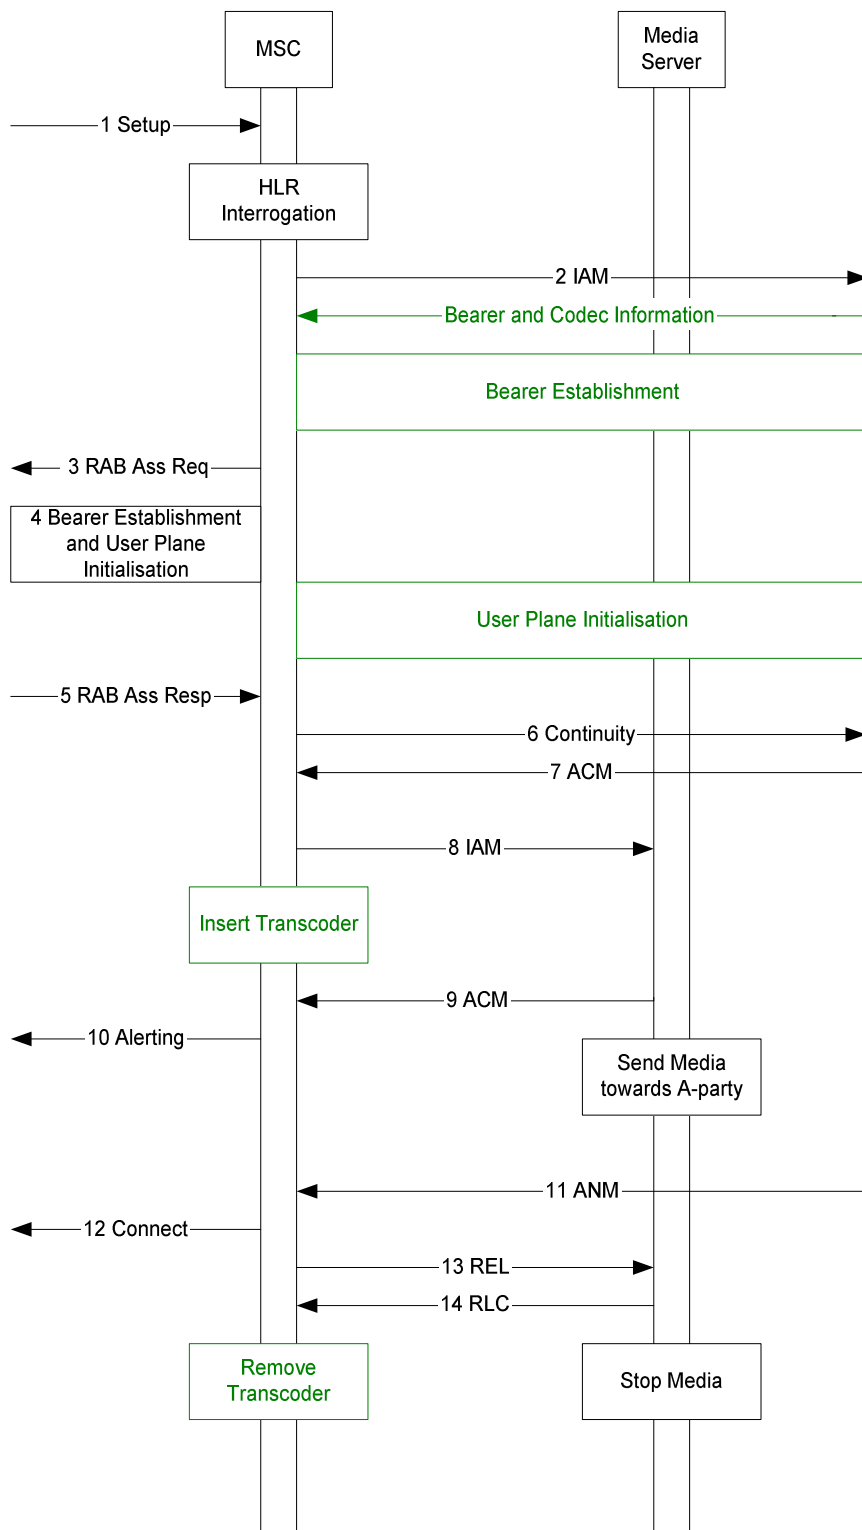 MSC
Media
Server
1 Setup
HLR
Interrogation
2 IAM
Bearer and Codec Information
Bearer Establishment
3 RAB Ass Req
4 Bearer Establishment
and User Plane
Initialisation
User Plane Initialisation
5 RAB Ass Resp
6 Continuity
7 ACM
8 IAM
Insert Transcoder
9 ACM
10 Alerting
Send Media
towards A-party
11 ANM
12 Connect
13 REL
14 RLC
Remove
Transcoder
Stop Media